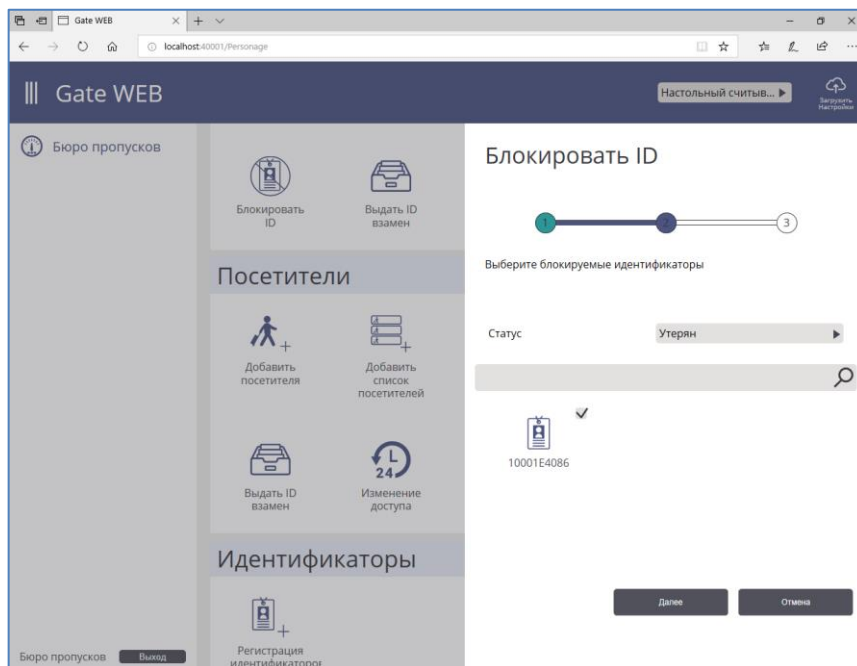 Gate WEB
localhost:40001/Personage
Gate WEB
Настольный считыв...
Загрузить
Настройки
Бюро пропусков
Блокировать
ID
Выдать ID
взамен
Посетители
Добавить
посетителя
Добавить
список
посетителей
Выдать ID
взамен
L
24
Изменение
доступа
Идентификаторы
Регистрация
идентификаторов
Бюро пропусков
Выход
Блокировать ID
1
2
3
Выберите блокируемые идентификаторы
Статус
Утерян
10001E4086
Далее
Отмена